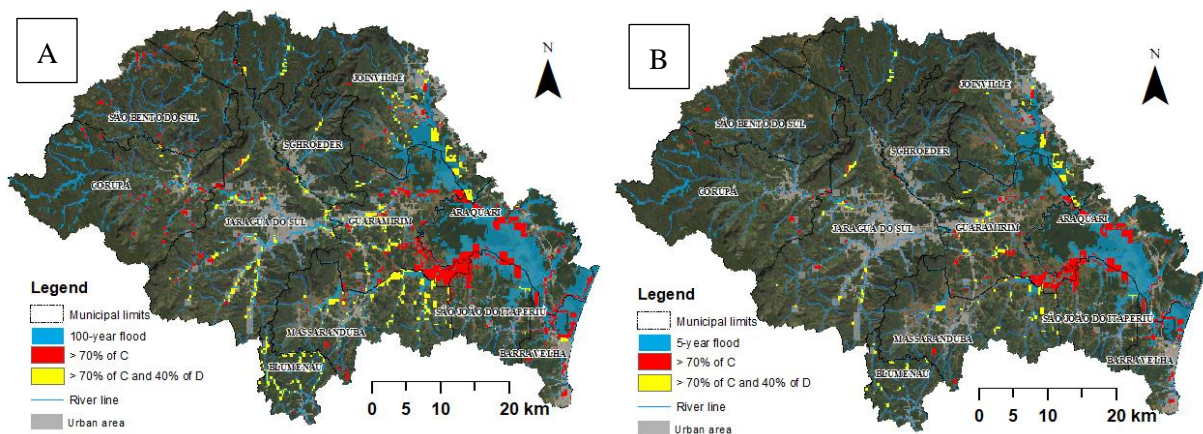 A
N
JOINVILLE
SÃO BENTO DO SUL
SCHROEDER
CORUPÁ
JARAGUÁ DO SUL
GUARAMIRIM
ARAQUARI
SÃO JOÃO DO ITAPERIÚ
MASSARANDUBA
BLUMENAU
BARRA VELHA
Legend
Municipal limits
100-year flood
> 70% of C
> 70% of C and 40% of D
River line
Urban area
0 5 10 20 km
B
N
JOINVILLE
SÃO BENTO DO SUL
SCHROEDER
CORUPÁ
JARAGUÁ DO SUL
GUARAMIRIM
ARAQUARI
SÃO JOÃO DO ITAPERIÚ
MASSARANDUBA
BLUMENAU
BARRA VELHA
Legend
Municipal limits
5-year flood
> 70% of C
> 70% of C and 40% of D
River line
Urban area
0 5 10 20 km